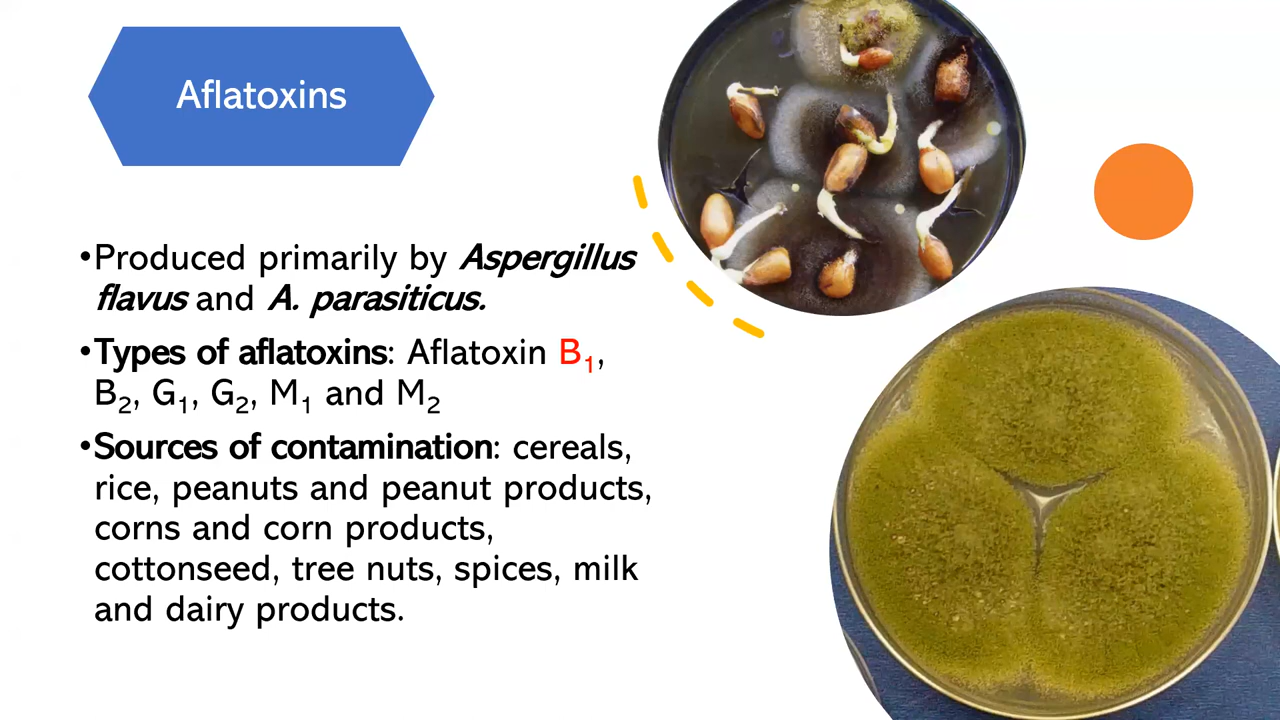 Aflatoxins
•Produced primarily by Aspergillus
flavus and A. parasiticus.
•Types of aflatoxins: Aflatoxin B₁,
B₂, G₁, G₂, M₁ and M₂
•Sources of contamination: cereals,
rice, peanuts and peanut products,
corns and corn products,
cottonseed, tree nuts, spices, milk
and dairy products.